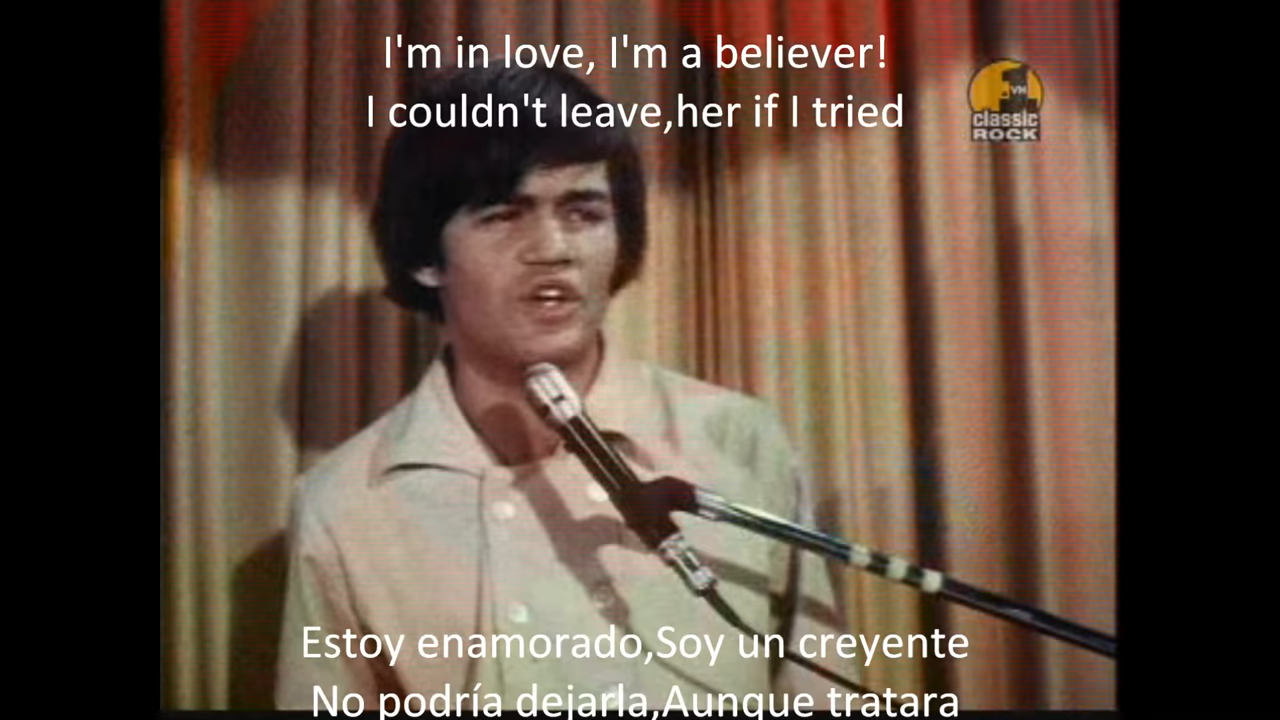 I'm in love, I'm a believer!
I couldn't leave,her if I tried
VH1
classic
ROCK
Estoy enamorado,Soy un creyente
No podría dejarla,Aunque tratara